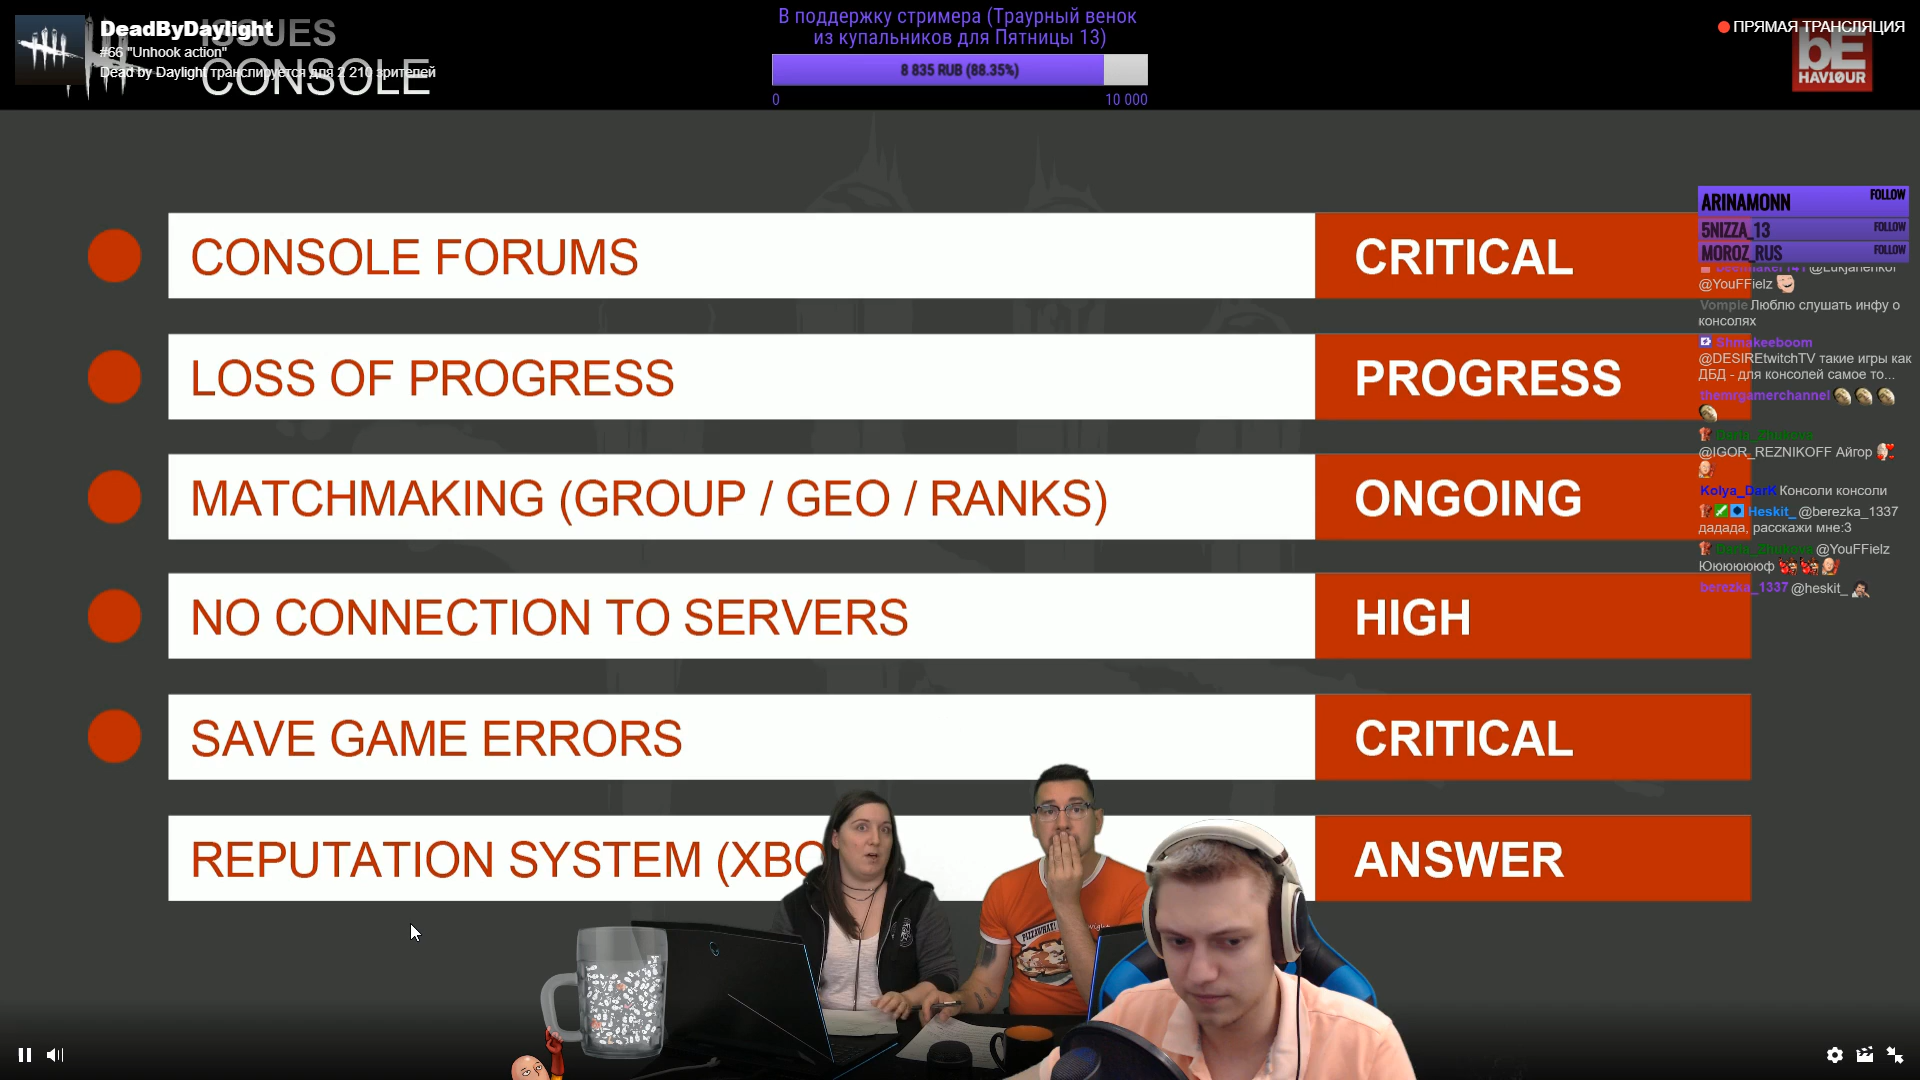 DeadByDaylight
#66 "Unhook action"
Dead by Daylight транслируется для 2 210 зрителей
ISSUES
CONSOLE
В поддержку стримера (Траурный венок
из купальников для Пятницы 13)
8 835 RUB (88.35%)
0 10 000
ПРЯМАЯ ТРАНСЛЯЦИЯ
bE
HAVIOUR
CONSOLE FORUMS CRITICAL
LOSS OF PROGRESS PROGRESS
MATCHMAKING (GROUP / GEO / RANKS) ONGOING
NO CONNECTION TO SERVERS HIGH
SAVE GAME ERRORS CRITICAL
REPUTATION SYSTEM (XBO ANSWER
ARINAMONN FOLLOW
5NIZZA_13 FOLLOW
MOROZ_RUS FOLLOW
@YouFFielz
Vomple Люблю слушать инфу о
консолях
Shmakeeboom
@DESIREtwitchTV такие игры как
ДБД - для консолей самое то...
themrgamerchannel
@IGOR_REZNIKOFF Айгор
Kolya_DarK Консоли консоли
Heskit_ @berezka_1337
дадада, расскажи мне:3
@YouFFielz
Юююююююф
berezka_1337 @heskit_